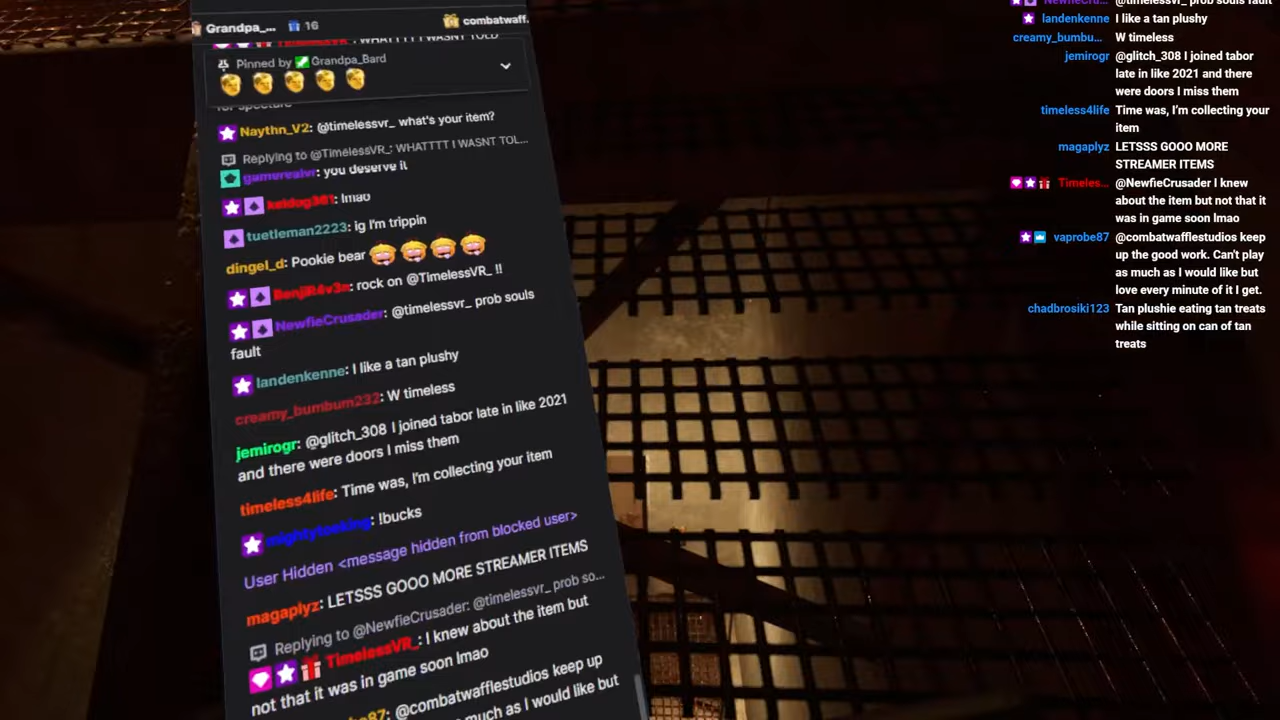 Grandpa_... 16 combatwaff.
WHATTTT I WASNT TOLD
Pinned by Grandpa_Bard
Naythn_V2: @timelessvr_ what's your item?
Replying to @TimelessVR_: WHATTTT I WASNT TOL...
gamerealvr: you deserve it
lmao
tuetleman2223: ig I'm trippin
dingel_d: Pookie bear
rock on @TimelessVR_ !!
NewfieCrusader: @timelessvr_ prob souls
fault
landenkenne: I like a tan plushy
creamy_bumbum232: W timeless
jemirogr: @glitch_308 I joined tabor late in like 2021
and there were doors I miss them
timeless4life: Time was, I'm collecting your item
: !bucks
User Hidden <message hidden from blocked user>
magaplyz: LETSSS GOOO MORE STREAMER ITEMS
Replying to @NewfieCrusader: @timelessvr_ prob so...
TimelessVR_: I knew about the item but
not that it was in game soon lmao
be87: @combatwafflestudios keep up
much as I would like but
NewfieCru... @timelessvr_ prob souls fault
landenkenne I like a tan plushy
creamy_bumbu... W timeless
jemirogr @glitch_308 I joined tabor
late in like 2021 and there
were doors I miss them
timeless4life Time was, I'm collecting your
item
magaplyz LETSSS GOOO MORE
STREAMER ITEMS
Timeles... @NewfieCrusader I knew
about the item but not that it
was in game soon lmao
vaprobe87 @combatwafflestudios keep
up the good work. Can't play
as much as I would like but
love every minute of it I get.
chadbrosiki123 Tan plushie eating tan treats
while sitting on can of tan
treats